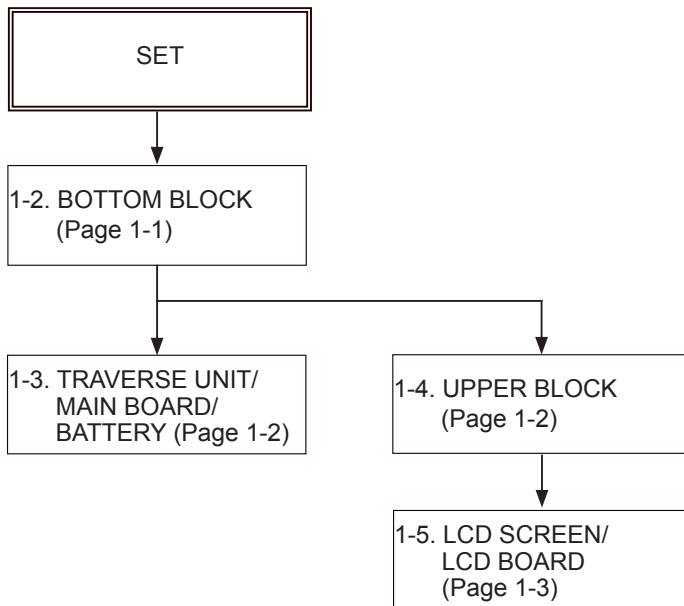 SET
1-2. BOTTOM BLOCK
(Page 1-1)
1-3. TRAVERSE UNIT/
MAIN BOARD/
BATTERY (Page 1-2)
1-4. UPPER BLOCK
(Page 1-2)
1-5. LCD SCREEN/
LCD BOARD
(Page 1-3)